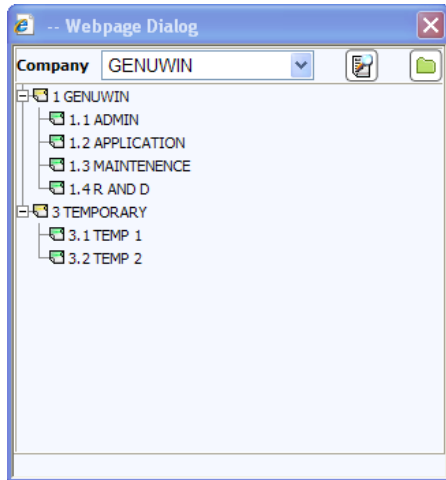 -- Webpage Dialog
Company GENUWIN
1 GENUWIN
1.1 ADMIN
1.2 APPLICATION
1.3 MAINTENENCE
1.4 R AND D
3 TEMPORARY
3.1 TEMP 1
3.2 TEMP 2